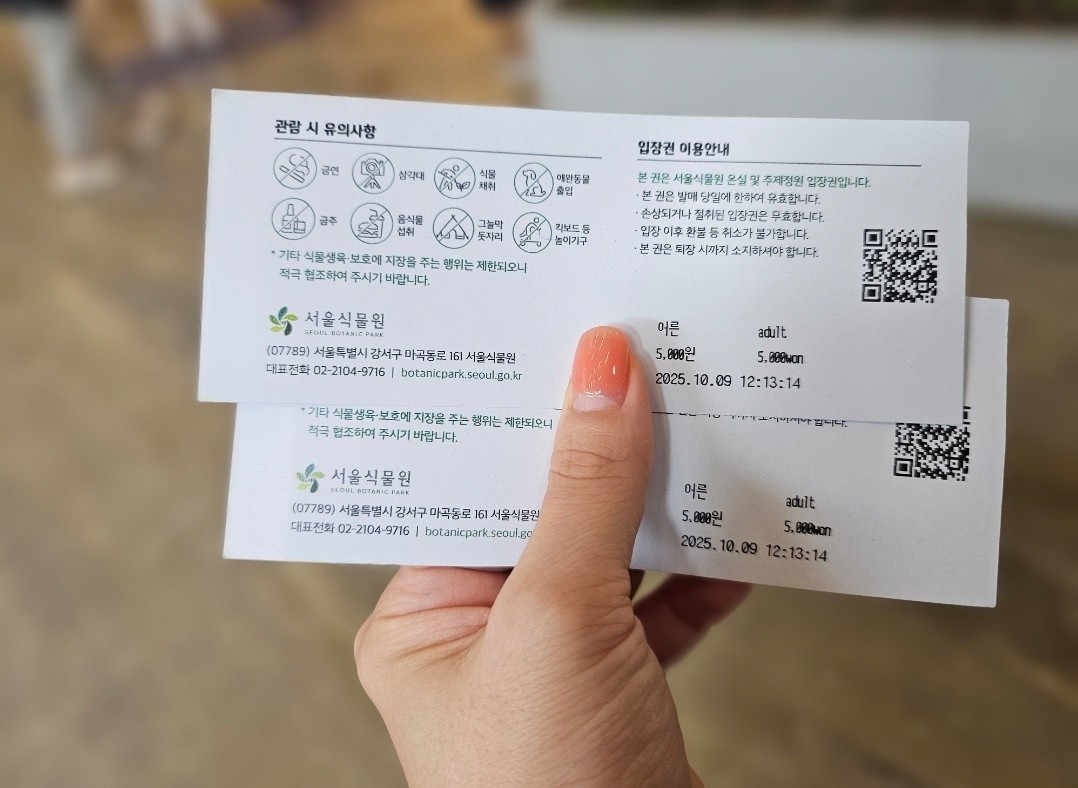 관람 시 유의사항
금연
삼각대
식물
채취
애완동물
출입
금주
음식물
섭취
그늘막
돗자리
킥보드 등
놀이기구
* 기타 식물생육·보호에 지장을 주는 행위는 제한되오니
적극 협조하여 주시기 바랍니다.
서울식물원
SEOUL BOTANIC PARK
(07789) 서울특별시 강서구 마곡동로 161 서울식물원
대표전화 02-2104-9716 | botanicpark.seoul.go.kr
입장권 이용안내
본 권은 서울식물원 온실 및 주제정원 입장권입니다.
· 본 권은 발매 당일에 한하여 유효합니다.
· 손상되거나 절취된 입장권은 무효합니다.
· 입장 이후 환불 등 취소가 불가합니다.
· 본 권은 퇴장 시까지 소지하셔야 합니다.
어른 adult
5,000원 5,000won
2025.10.09 12:13:14
* 기타 식물생육·보호에 지장을 주는 행위는 제한되오니
적극 협조하여 주시기 바랍니다.
서울식물원
SEOUL BOTANIC PARK
(07789) 서울특별시 강서구 마곡동로 161 서울식물원
대표전화 02-2104-9716 | botanicpark.seoul.go
어른 adult
5,000원 5,000won
2025.10.09 12:13:14